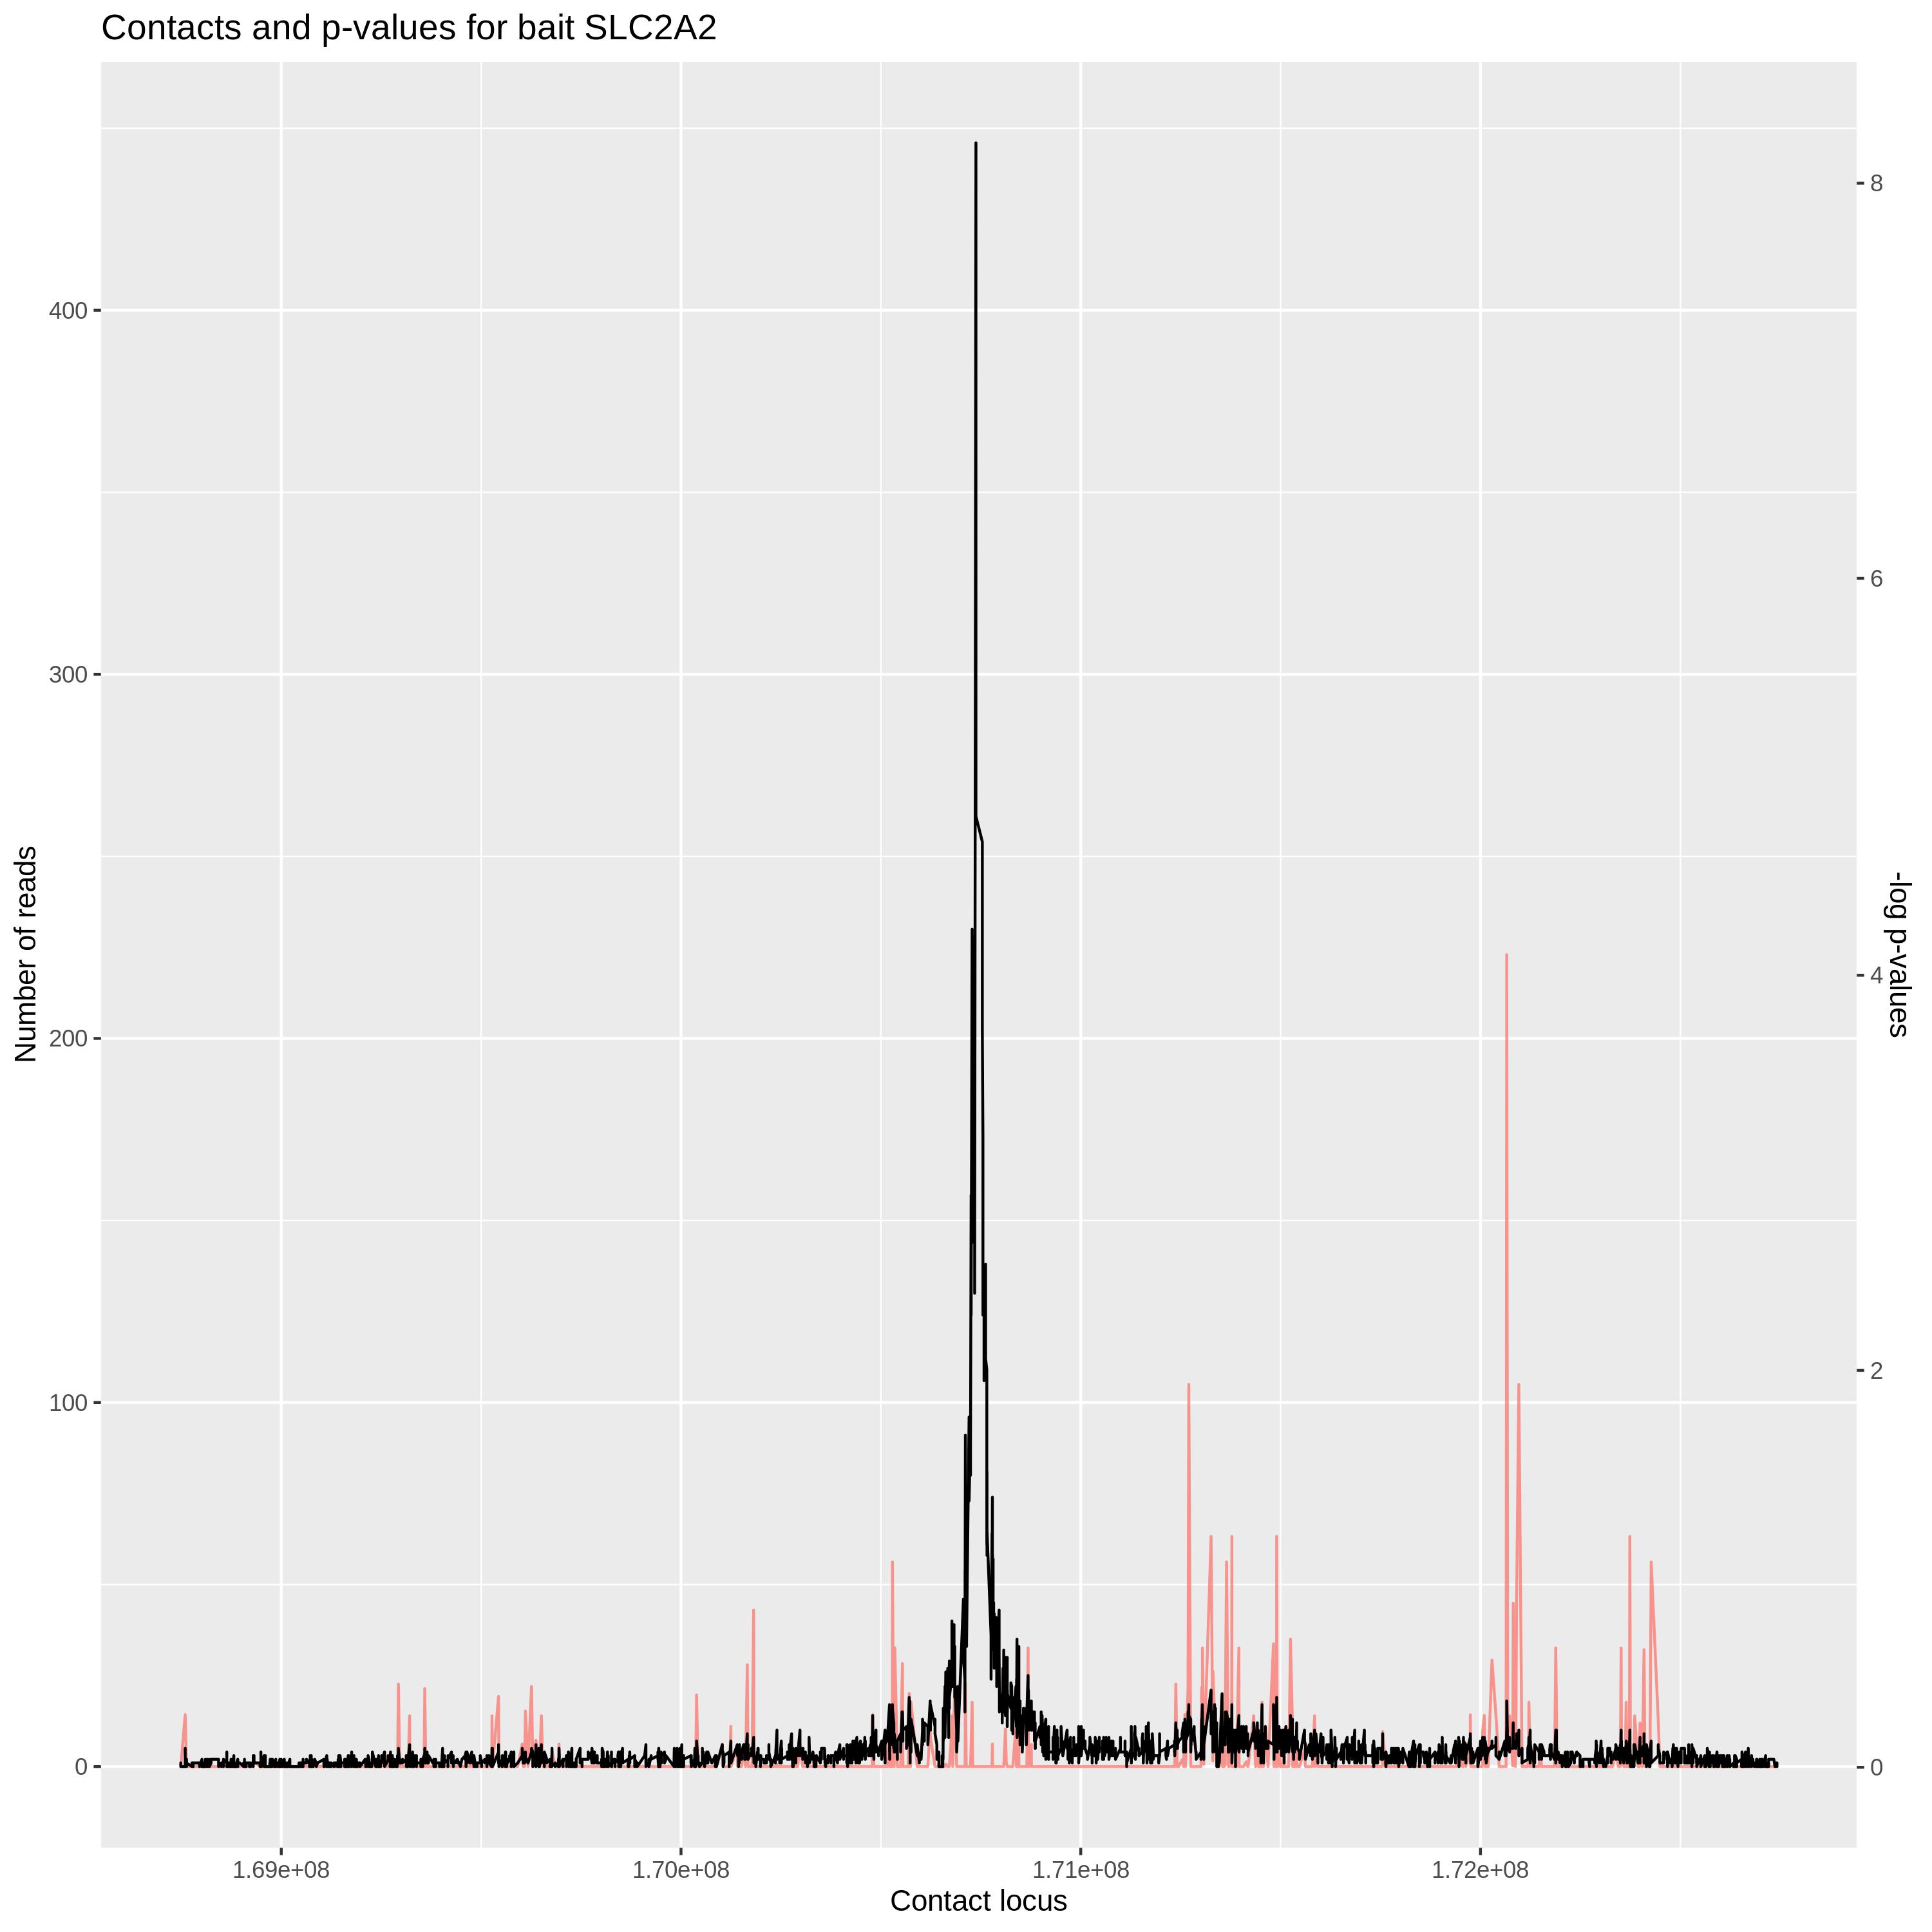 Contacts and p-values for bait SLC2A2
Number of reads
400
300
200
100
0
8
6
4
2
0
-log p-values
1.69e+08 1.70e+08 1.71e+08 1.72e+08
Contact locus